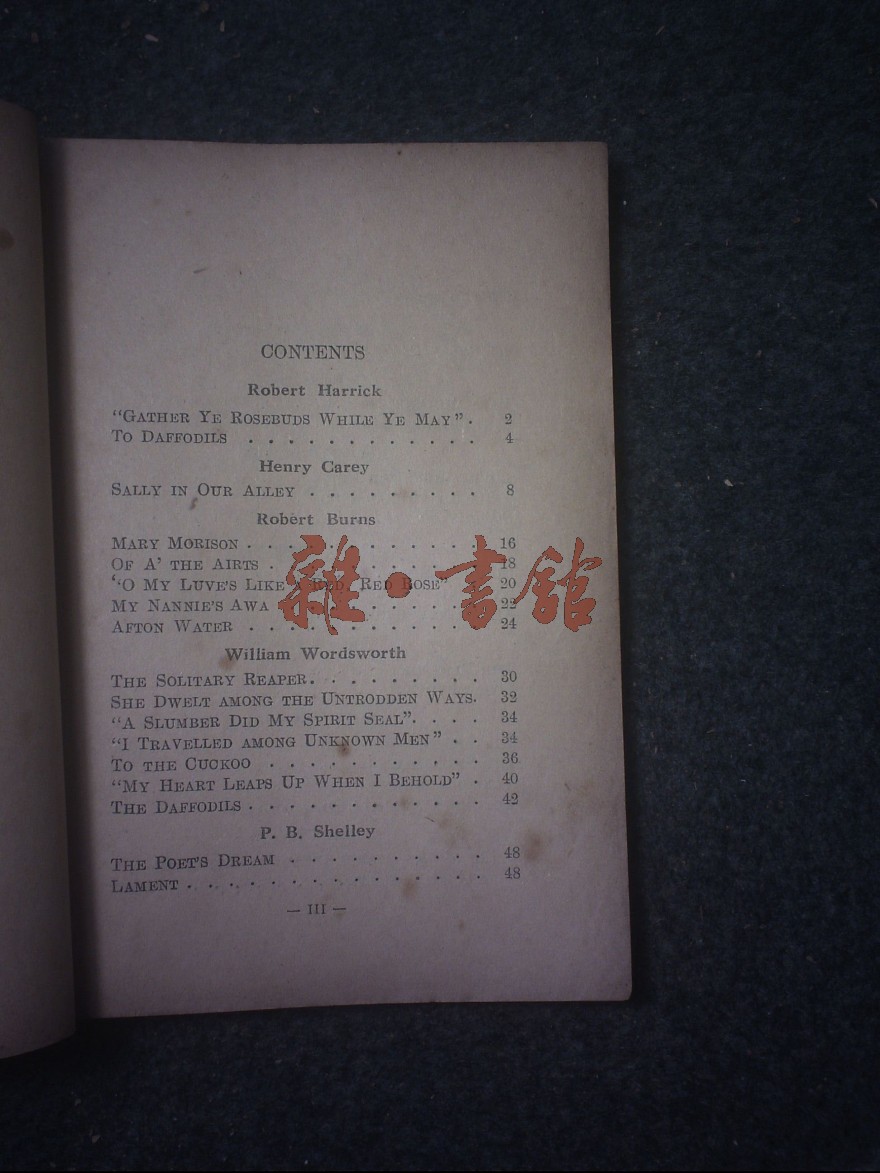 CONTENTS
Robert Harrick
"GATHER YE ROSEBUDS WHILE YE MAY" . 2
TO DAFFODILS . . . . . . . . . . . . 4
Henry Carey
SALLY IN OUR ALLEY . . . . . . . . . 8
Robert Burns
MARY MORISON . . . . . . . . . . . . 16
OF A' THE AIRTS . . . . . . . . . . . 18
"O MY LUVE'S LIKE A RED, RED ROSE" 20
MY NANNIE'S AWA . . . . . . . . . . 22
AFTON WATER . . . . . . . . . . . . 24
雜·書館
William Wordsworth
THE SOLITARY REAPER . . . . . . . . . 30
SHE DWELT AMONG THE UNTRODDEN WAYS. 32
"A SLUMBER DID MY SPIRIT SEAL". . . . 34
"I TRAVELLED AMONG UNKNOWN MEN" . . 34
TO THE CUCKOO . . . . . . . . . . . 36
"MY HEART LEAPS UP WHEN I BEHOLD" . 40
THE DAFFODILS . . . . . . . . . . . . 42
P. B. Shelley
THE POET'S DREAM . . . . . . . . . . 48
LAMENT . . . . . . . . . . . . . . . 48
— III —